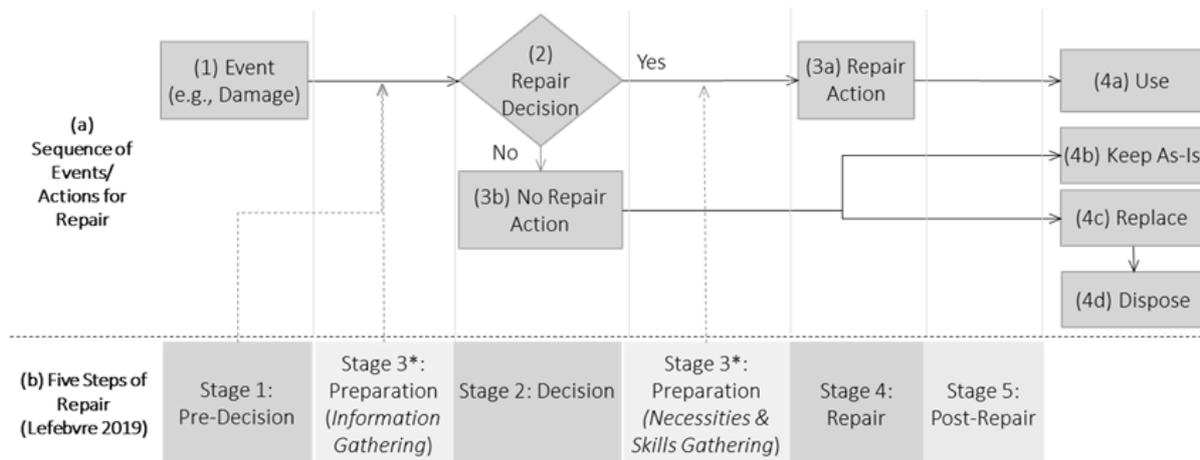 (1) Event
(e.g., Damage)
(2)
Repair
Decision
Yes
(3a) Repair
Action
(4a) Use
(a)
Sequence of
Events/
Actions for
Repair
No
(3b) No Repair
Action
(4b) Keep As-Is
(4c) Replace
(4d) Dispose
(b) Five Steps of
Repair
(Lefebvre 2019)
Stage 1:
Pre-Decision
Stage 3*:
Preparation
(Information
Gathering)
Stage 2: Decision
Stage 3*:
Preparation
(Necessities &
Skills Gathering)
Stage 4:
Repair
Stage 5:
Post-Repair